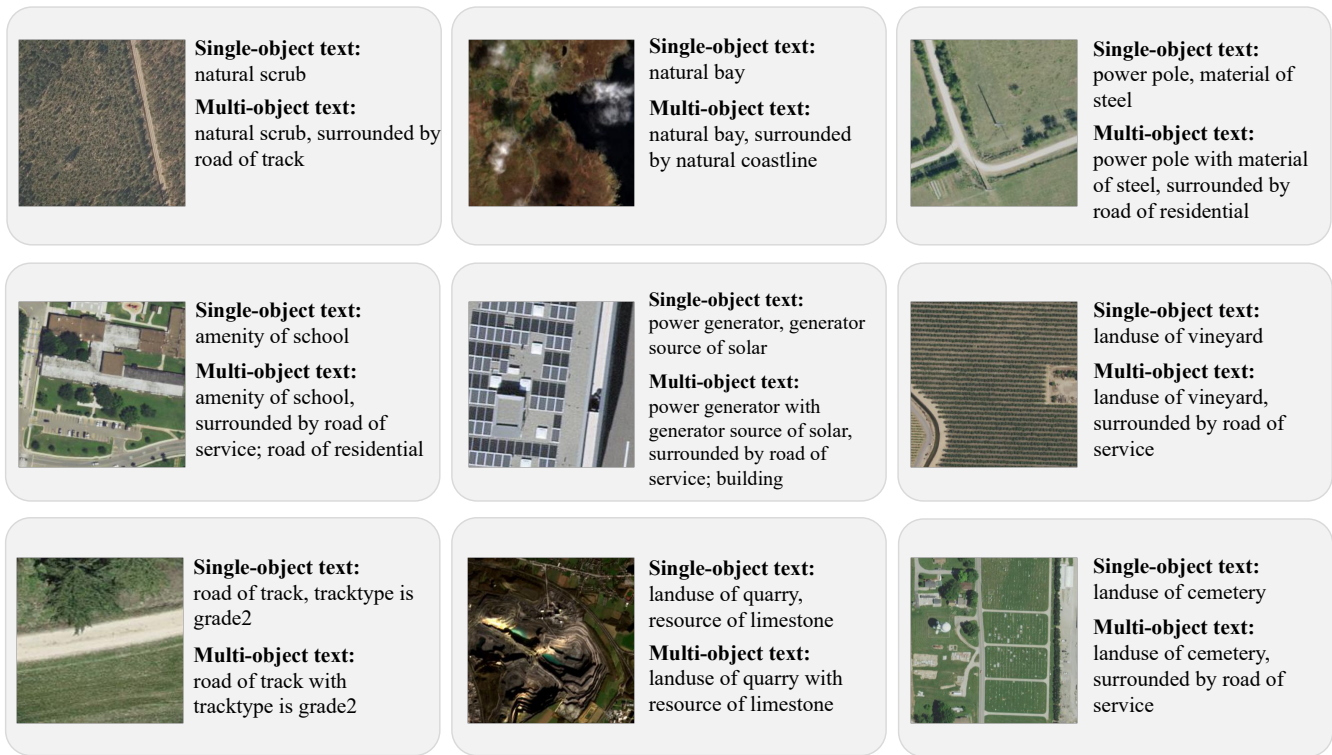 Single-object text:
natural scrub
Multi-object text:
natural scrub, surrounded by
road of track
Single-object text:
natural bay
Multi-object text:
natural bay, surrounded
by natural coastline
Single-object text:
power pole, material of
steel
Multi-object text:
power pole with material
of steel, surrounded by
road of residential
Single-object text:
amenity of school
Multi-object text:
amenity of school,
surrounded by road of
service; road of residential
Single-object text:
power generator, generator
source of solar
Multi-object text:
power generator with
generator source of solar,
surrounded by road of
service; building
Single-object text:
landuse of vineyard
Multi-object text:
landuse of vineyard,
surrounded by road of
service
Single-object text:
road of track, tracktype is
grade2
Multi-object text:
road of track with
tracktype is grade2
Single-object text:
landuse of quarry,
resource of limestone
Multi-object text:
landuse of quarry with
resource of limestone
Single-object text:
landuse of cemetery
Multi-object text:
landuse of cemetery,
surrounded by road of
service